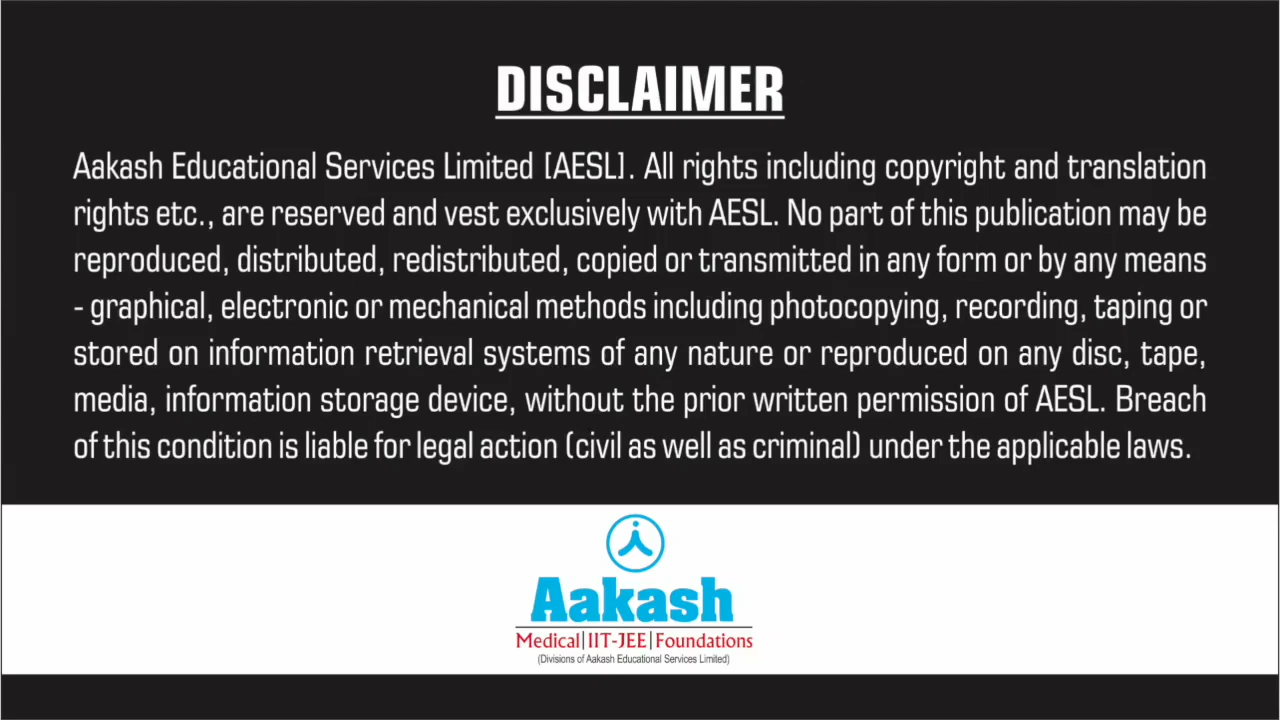 DISCLAIMER
Aakash Educational Services Limited [AESL]. All rights including copyright and translation
rights etc., are reserved and vest exclusively with AESL. No part of this publication may be
reproduced, distributed, redistributed, copied or transmitted in any form or by any means
- graphical, electronic or mechanical methods including photocopying, recording, taping or
stored on information retrieval systems of any nature or reproduced on any disc, tape,
media, information storage device, without the prior written permission of AESL. Breach
of this condition is liable for legal action (civil as well as criminal) under the applicable laws.
Aakash
Medical|IIT-JEE|Foundations
(Divisions of Aakash Educational Services Limited)